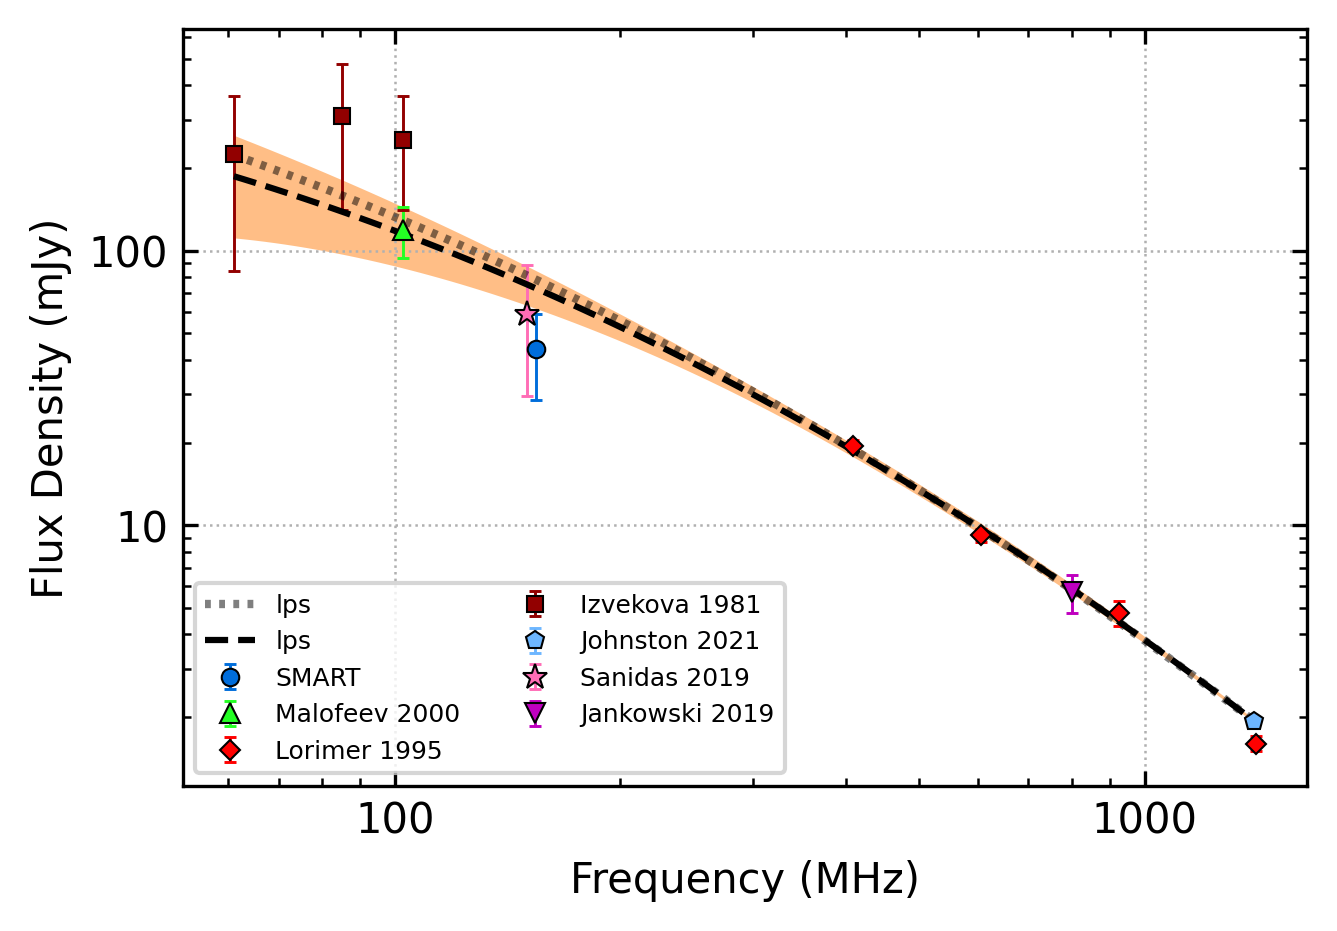 Flux Density (mJy)
100
10
lps
lps
SMART
Malofeev 2000
Lorimer 1995
Izvekova 1981
Johnston 2021
Sanidas 2019
Jankowski 2019
100
1000
Frequency (MHz)